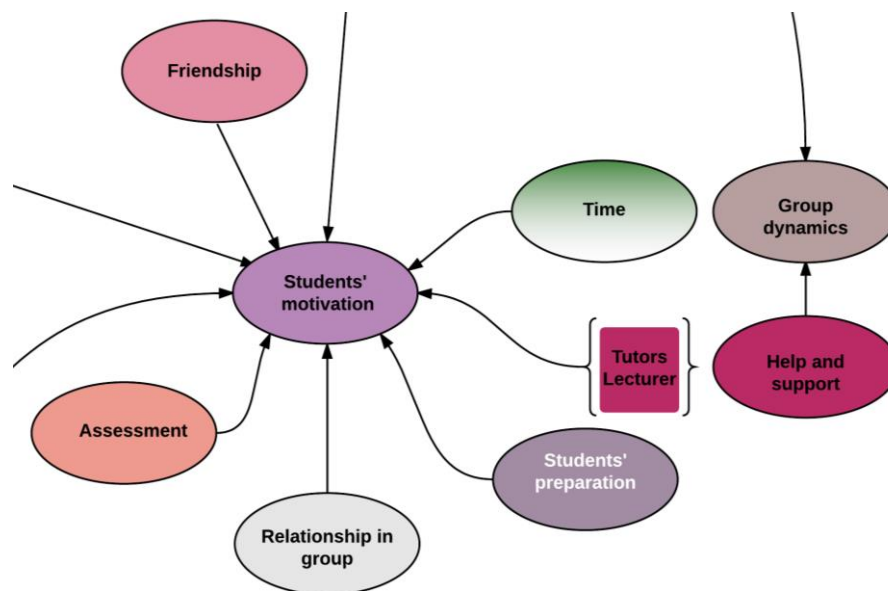 Friendship
Time
Group
dynamics
Students'
motivation
Tutors
Lecturer
Help and
support
Assessment
Students'
preparation
Relationship in
group